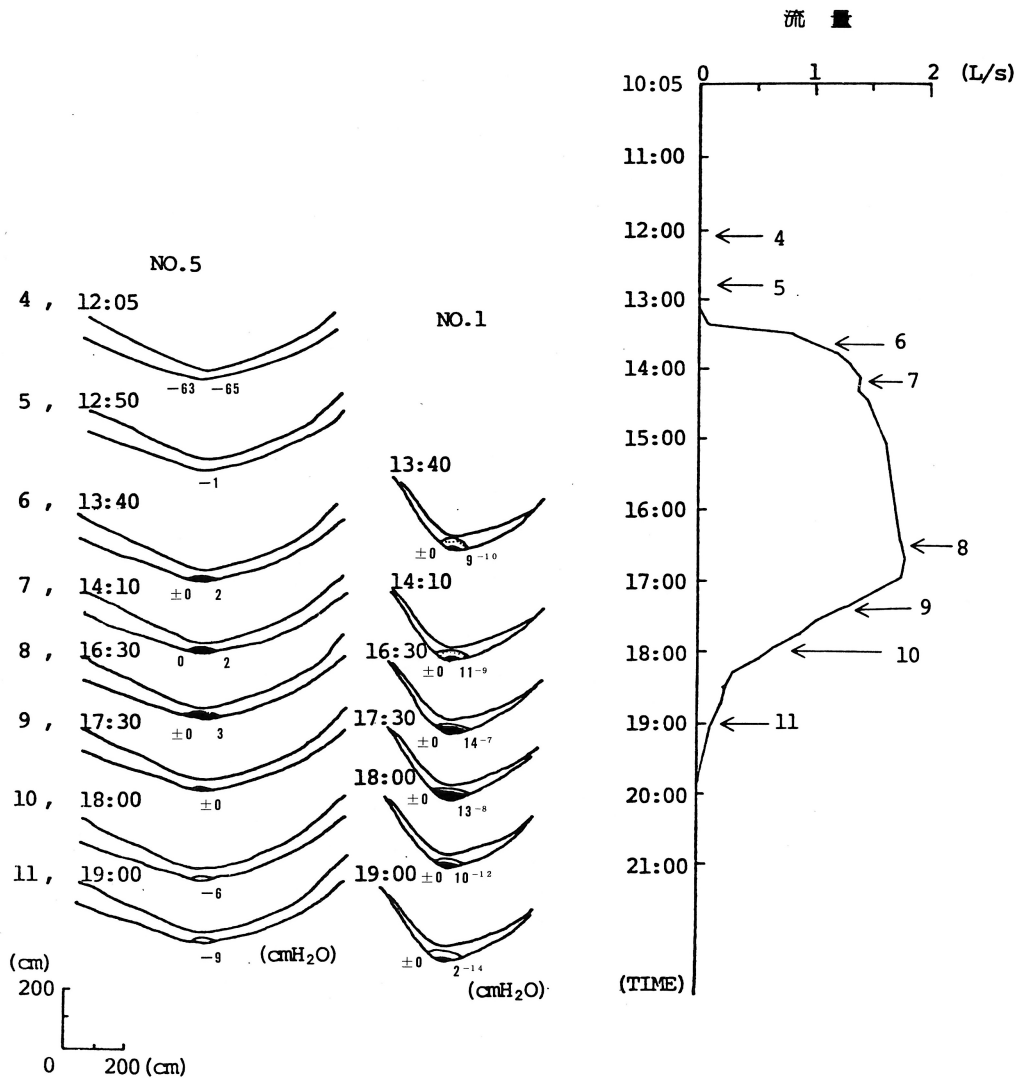 流 量
0 1 2 (L/s)
10:05
11:00
12:00
13:00
14:00
15:00
16:00
17:00
18:00
19:00
20:00
21:00
(TIME)
4
5
6
7
8
9
10
11
NO.5
4 , 12:05
−63 −65
5 , 12:50
−1
6 , 13:40
±0 2
7 , 14:10
0 2
8 , 16:30
±0 3
9 , 17:30
±0
10, 18:00
−6
11, 19:00
−9
(cmH₂O)
NO.1
13:40
±0 9 −10
14:10
±0 11 −9
16:30
±0 14 −7
17:30
±0 13 −8
18:00
±0 10 −12
19:00
±0 2 −14
(cmH₂O)
(cm)
200
0 200(cm)